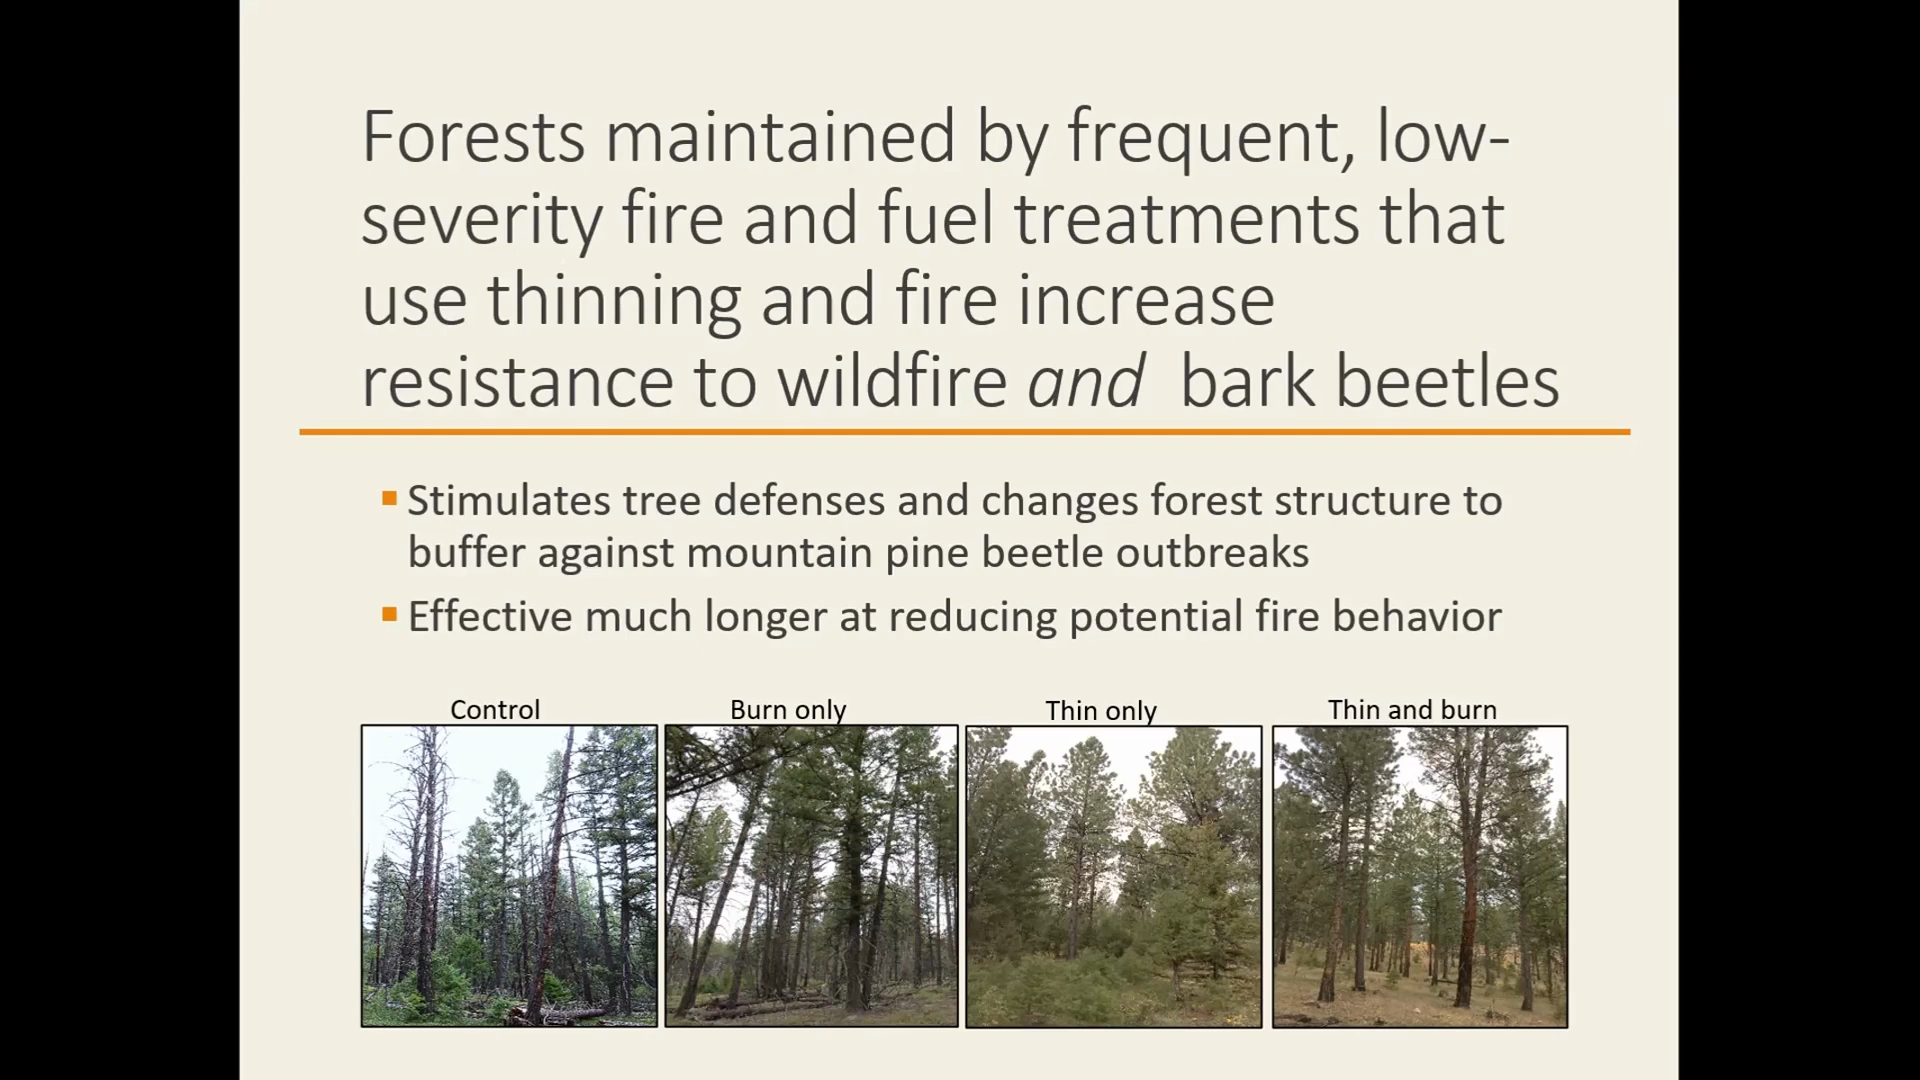 Forests maintained by frequent, low-
severity fire and fuel treatments that
use thinning and fire increase
resistance to wildfire and bark beetles
Stimulates tree defenses and changes forest structure to
buffer against mountain pine beetle outbreaks
Effective much longer at reducing potential fire behavior
Control
Burn only
Thin only
Thin and burn